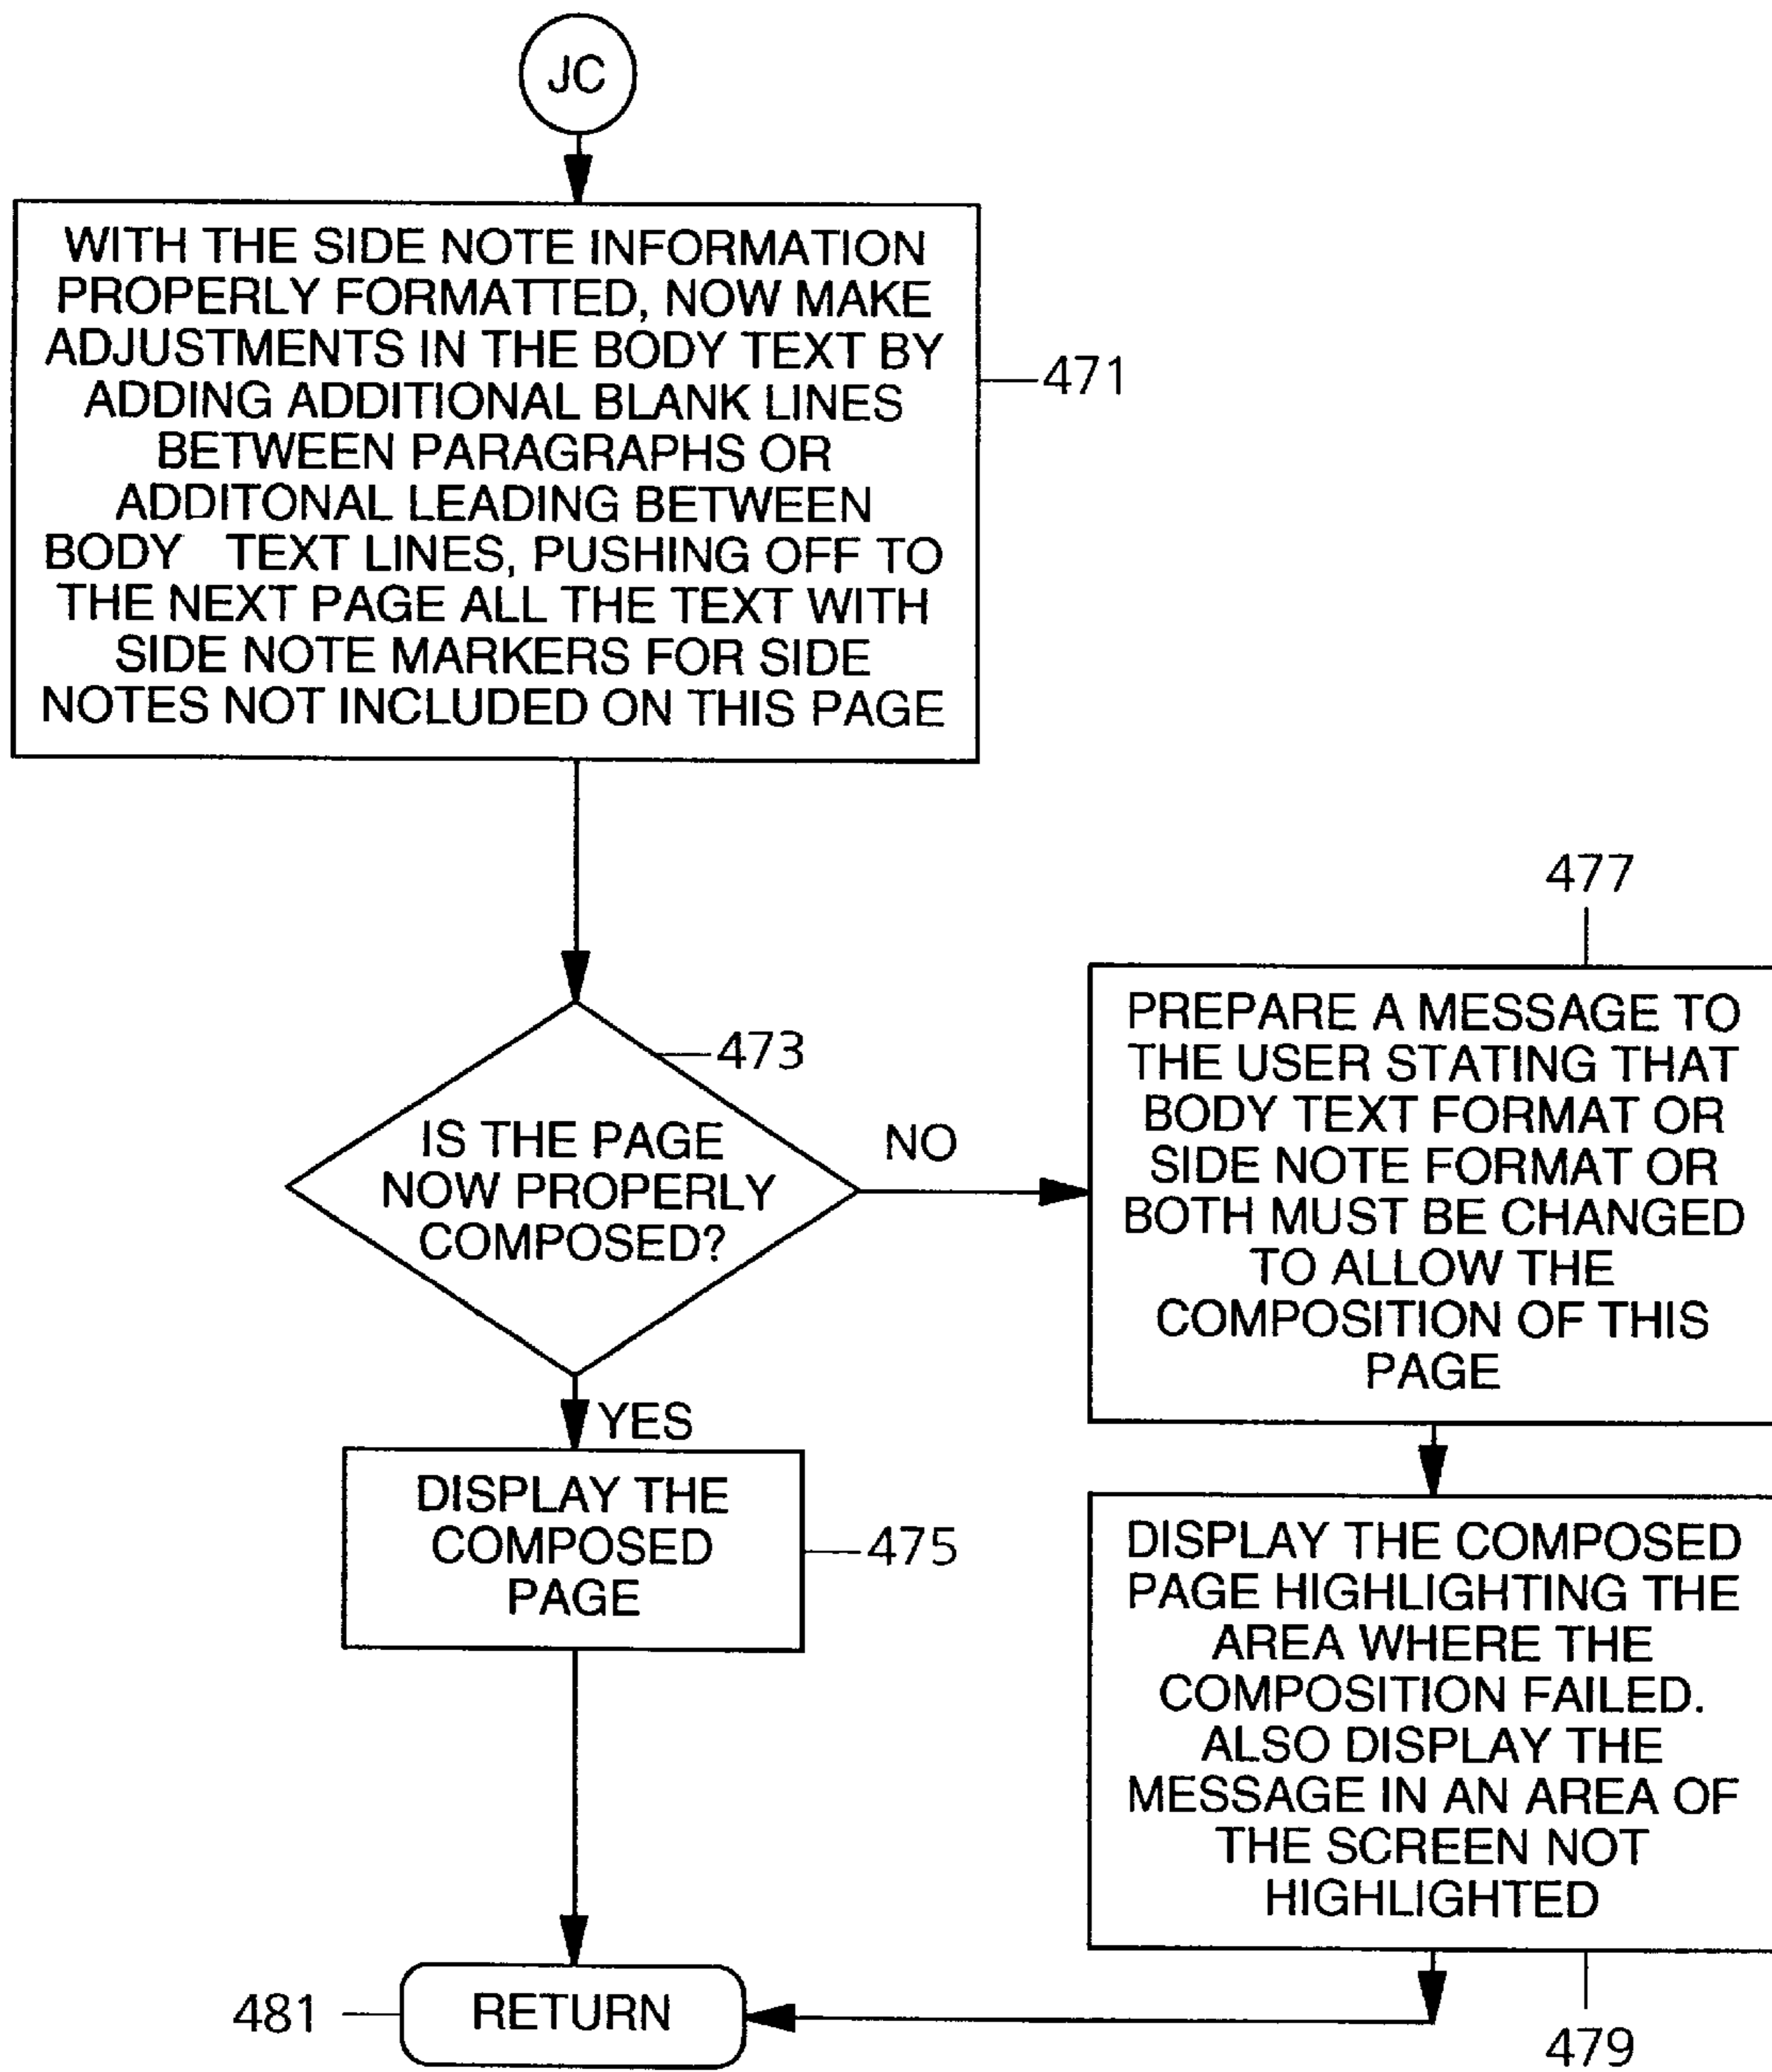 JC
WITH THE SIDE NOTE INFORMATION
PROPERLY FORMATTED, NOW MAKE
ADJUSTMENTS IN THE BODY TEXT BY
ADDING ADDITIONAL BLANK LINES
BETWEEN PARAGRAPHS OR
ADDITONAL LEADING BETWEEN
BODY TEXT LINES, PUSHING OFF TO
THE NEXT PAGE ALL THE TEXT WITH
SIDE NOTE MARKERS FOR SIDE
NOTES NOT INCLUDED ON THIS PAGE
471
473
IS THE PAGE
NOW PROPERLY
COMPOSED?
NO
YES
477
PREPARE A MESSAGE TO
THE USER STATING THAT
BODY TEXT FORMAT OR
SIDE NOTE FORMAT OR
BOTH MUST BE CHANGED
TO ALLOW THE
COMPOSITION OF THIS
PAGE
DISPLAY THE
COMPOSED
PAGE
475
DISPLAY THE COMPOSED
PAGE HIGHLIGHTING THE
AREA WHERE THE
COMPOSITION FAILED.
ALSO DISPLAY THE
MESSAGE IN AN AREA OF
THE SCREEN NOT
HIGHLIGHTED
479
481
RETURN